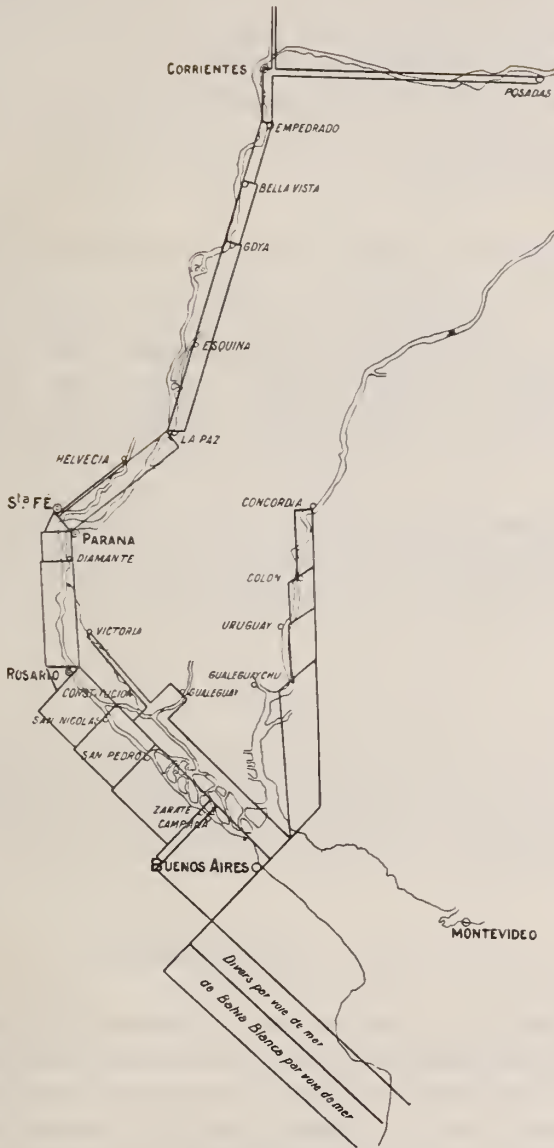 CORRIENTES
POSADAS
EMPEDRADO
BELLA VISTA
GOYA
ESQUINA
LA PAZ
HELVECIA
Sta FÉ
CONCORDIA
PARANA
DIAMANTE
COLON
VICTORIA
URUGUAY
ROSARIO
GUALEGUAYCHU
CONSTITUCION
GUALEGUAY
SAN NICOLAS
SAN PEDRO
ZARATE
CAMPANA
BUENOS AIRES
MONTEVIDEO
Divers par voie de mer
de Bahia Blanca par voie de mer